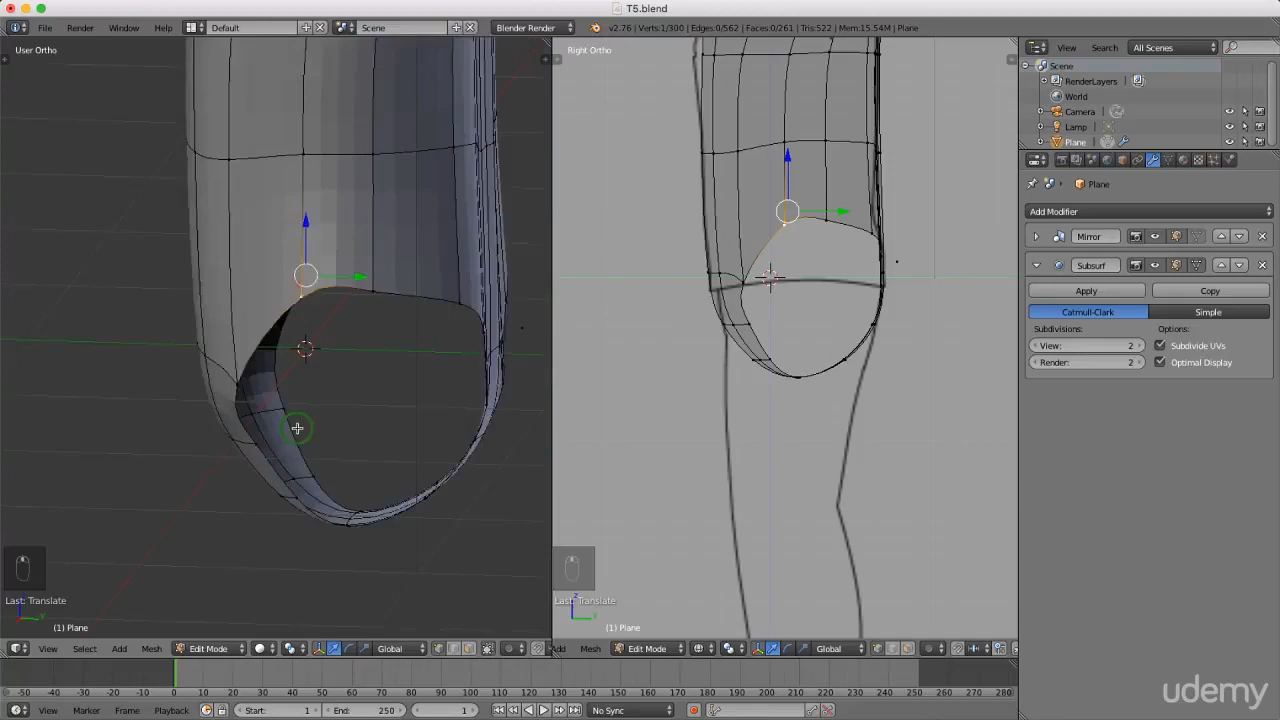 T5.blend
File Render Window Help Default Scene Blender Render v2.76 | Verts:1/300 | Edges:0/562 | Faces:0/261 | Tris:522 | Mem:15.54M | Plane
User Ortho
Right Ortho
View Search All Scenes
Scene
RenderLayers
World
Camera
Lamp
Plane
Plane
Add Modifier
Mirror
Subsurf
Apply Copy
Catmull-Clark Simple
Subdivisions: Options:
View: 2 Subdivide UVs
Render: 2 Optimal Display
Last: Translate
Last: Translate
(1) Plane
(1) Plane
View Select Add Mesh Edit Mode Global
Add Mesh Edit Mode Global
-50 -40 -30 -20 -10 0 10 20 30 40 50 60 70 80 90 100 110 120 130 140 150 160 170 180 190 200 210 220 230 240 250 260 270 280
View Marker Frame Playback Start: 1 End: 250 1 No Sync
udemy